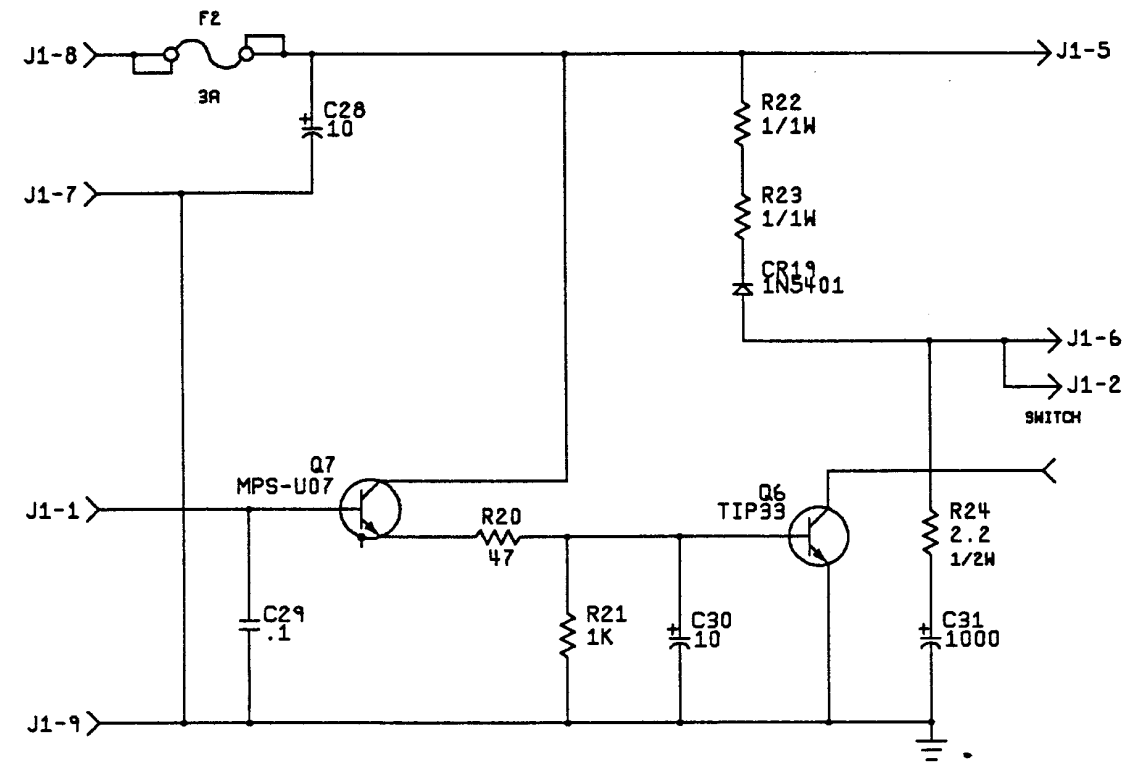 F2
J1-8
J1-5
3A
C28
10
R22
1/1W
J1-7
R23
1/1W
CR19
1N5401
J1-6
J1-2
SWITCH
Q7
MPS-U07
J1-1
Q6
TIP33
R20
47
R24
2.2
1/2W
C29
.1
R21
1K
C30
10
C31
1000
J1-9
+
+
+